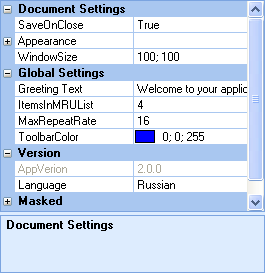 Document Settings
SaveOnClose True
Appearance
WindowSize 100; 100
Global Settings
Greeting Text Welcome to your applic
ItemsInMRUList 4
MaxRepeatRate 16
ToolbarColor 0; 0; 255
Version
AppVerion 2.0.0
Language Russian
Masked
Document Settings